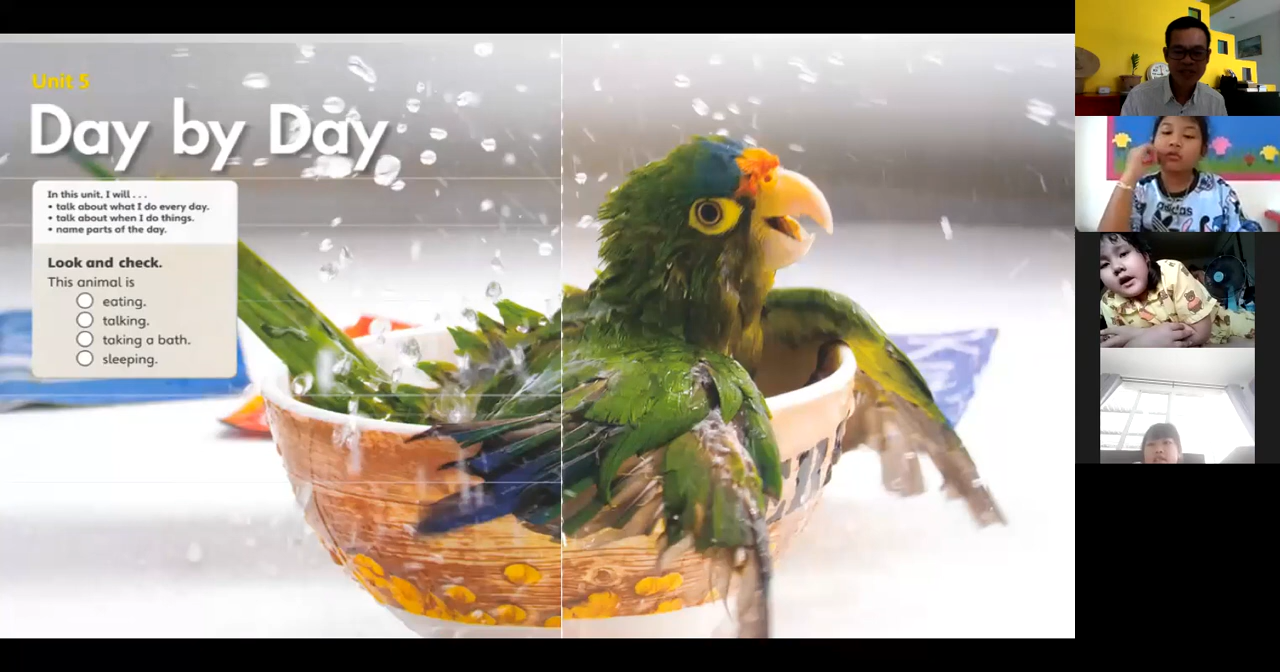 Unit 5
Day by Day
In this unit, I will . . .
• talk about what I do every day.
• talk about when I do things.
• name parts of the day.
Look and check.
This animal is
eating.
talking.
taking a bath.
sleeping.
adidas